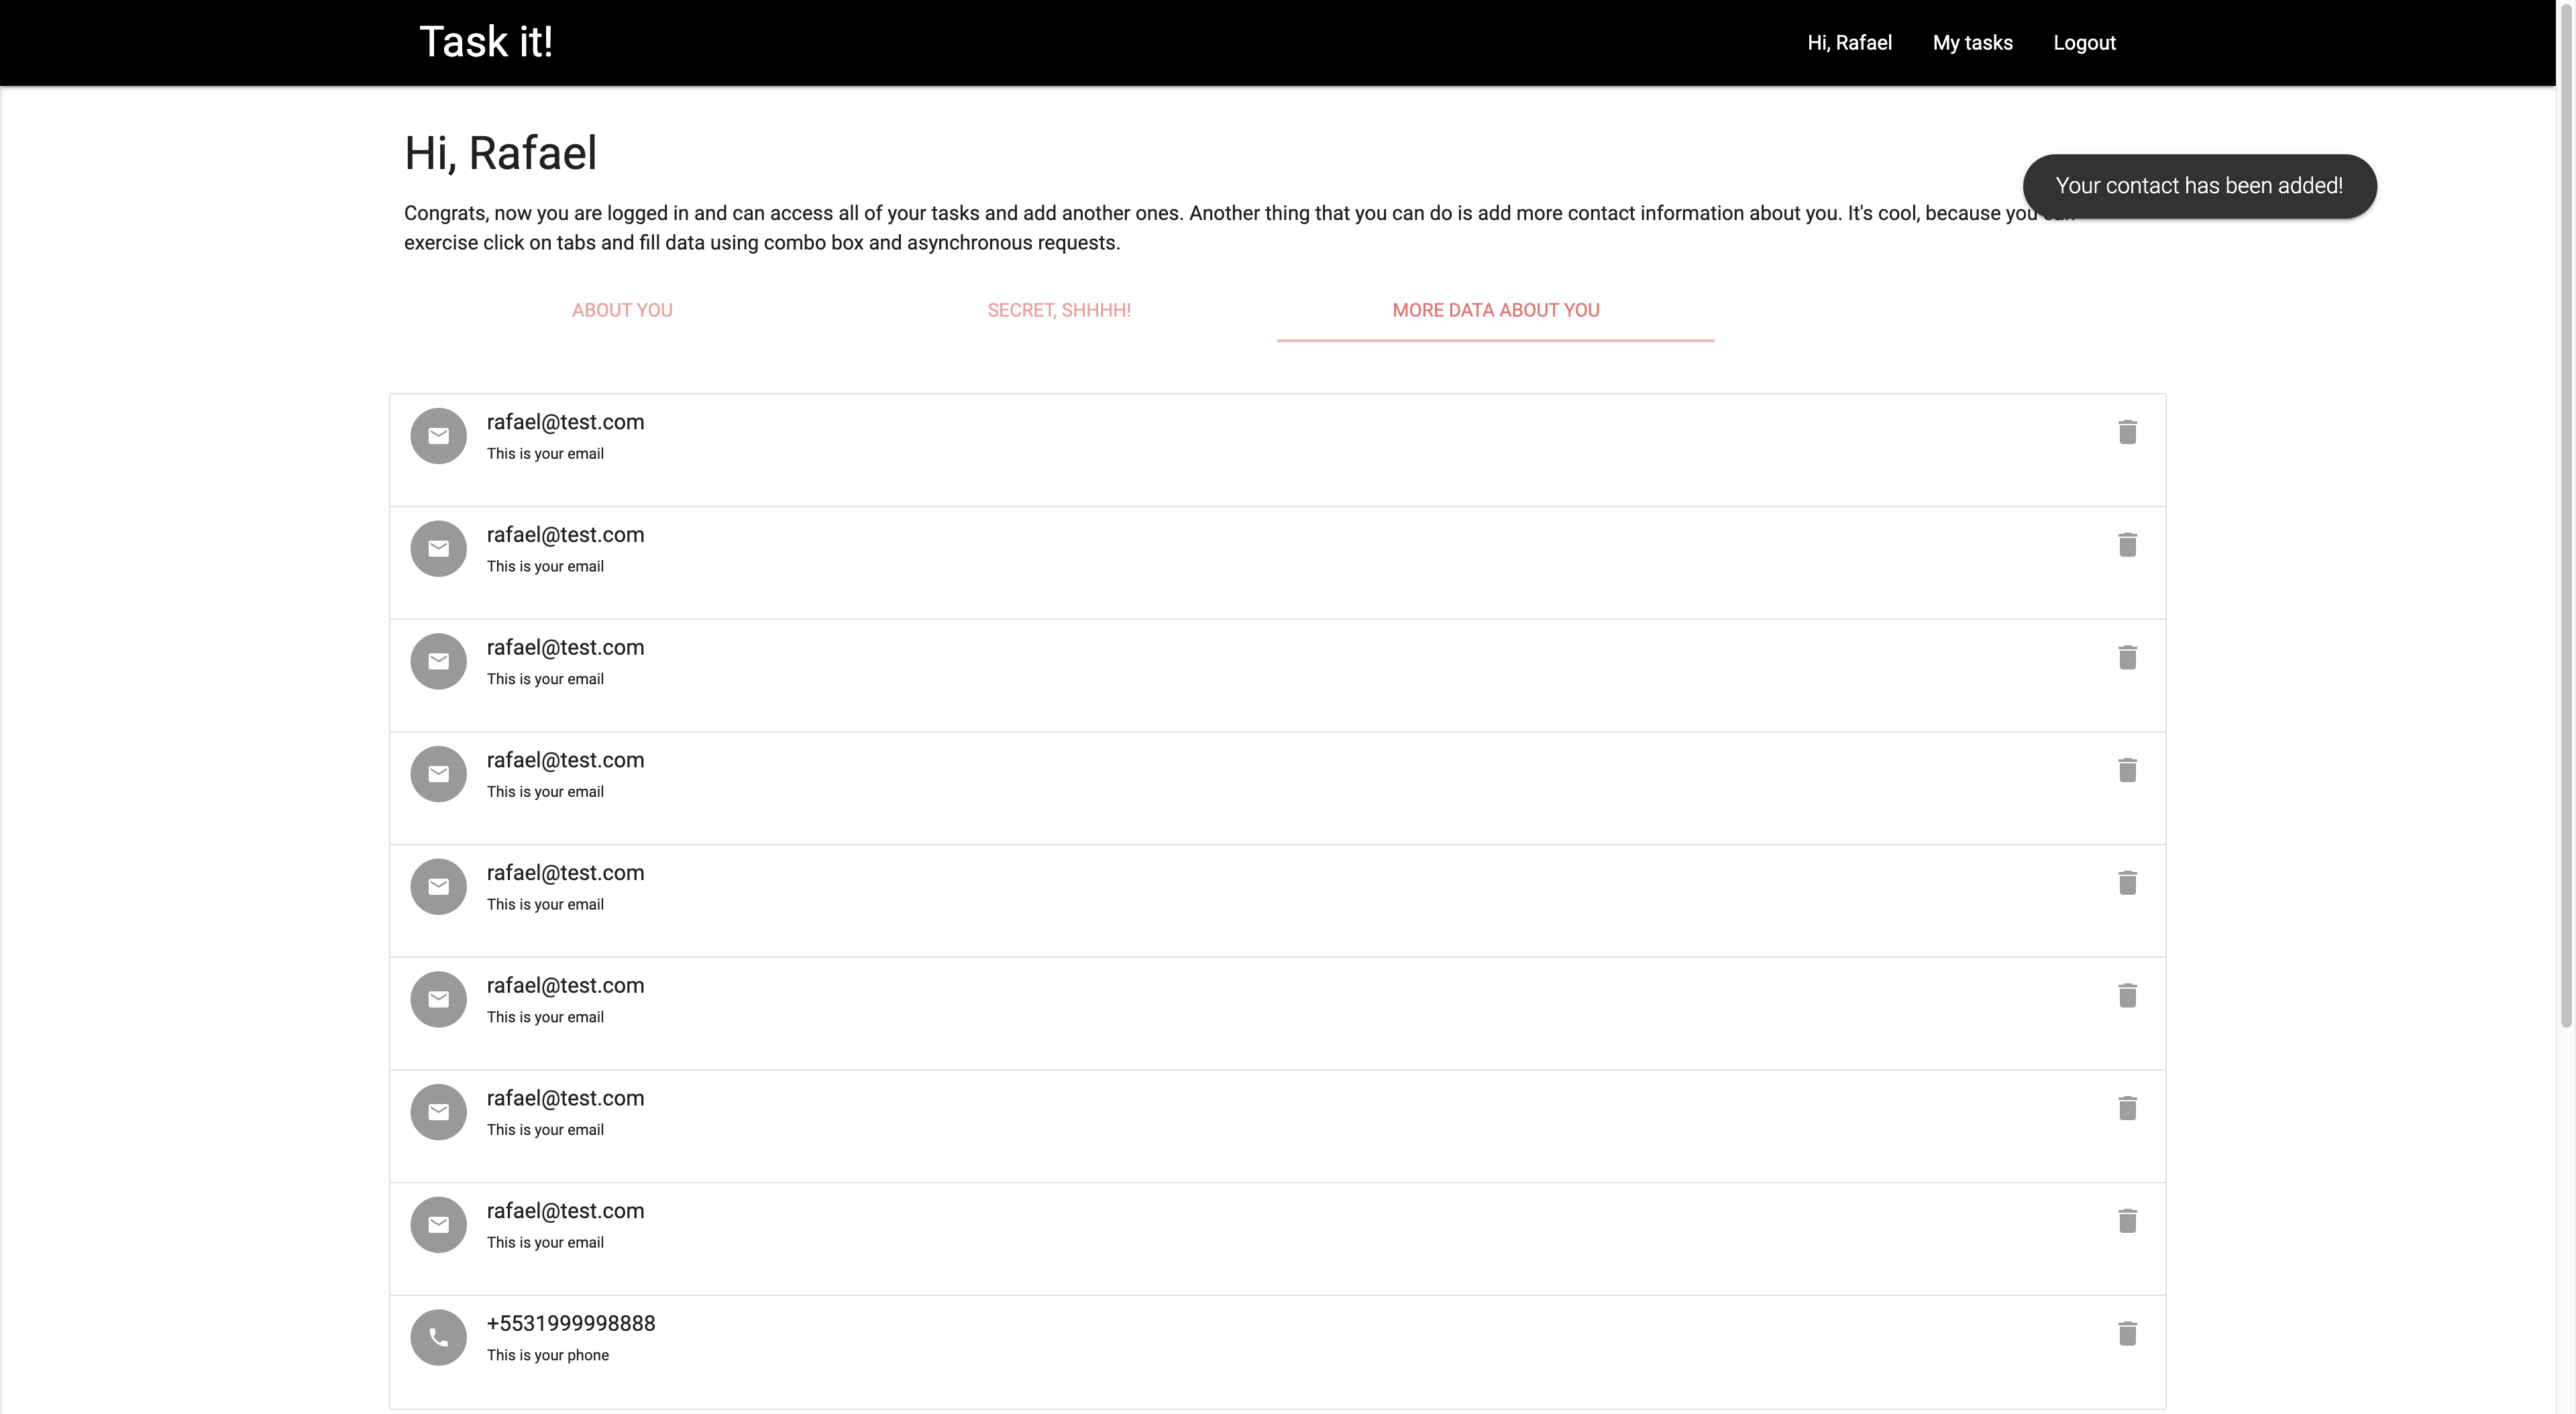 Task it!
Hi, Rafael
My tasks
Logout
Hi, Rafael
Your contact has been added!
Congrats, now you are logged in and can access all of your tasks and add another ones. Another thing that you can do is add more contact information about you. It's cool, because you can
exercise click on tabs and fill data using combo box and asynchronous requests.
ABOUT YOU
SECRET, SHHHH!
MORE DATA ABOUT YOU
rafael@test.com
This is your email
rafael@test.com
This is your email
rafael@test.com
This is your email
rafael@test.com
This is your email
rafael@test.com
This is your email
rafael@test.com
This is your email
rafael@test.com
This is your email
rafael@test.com
This is your email
+5531999998888
This is your phone